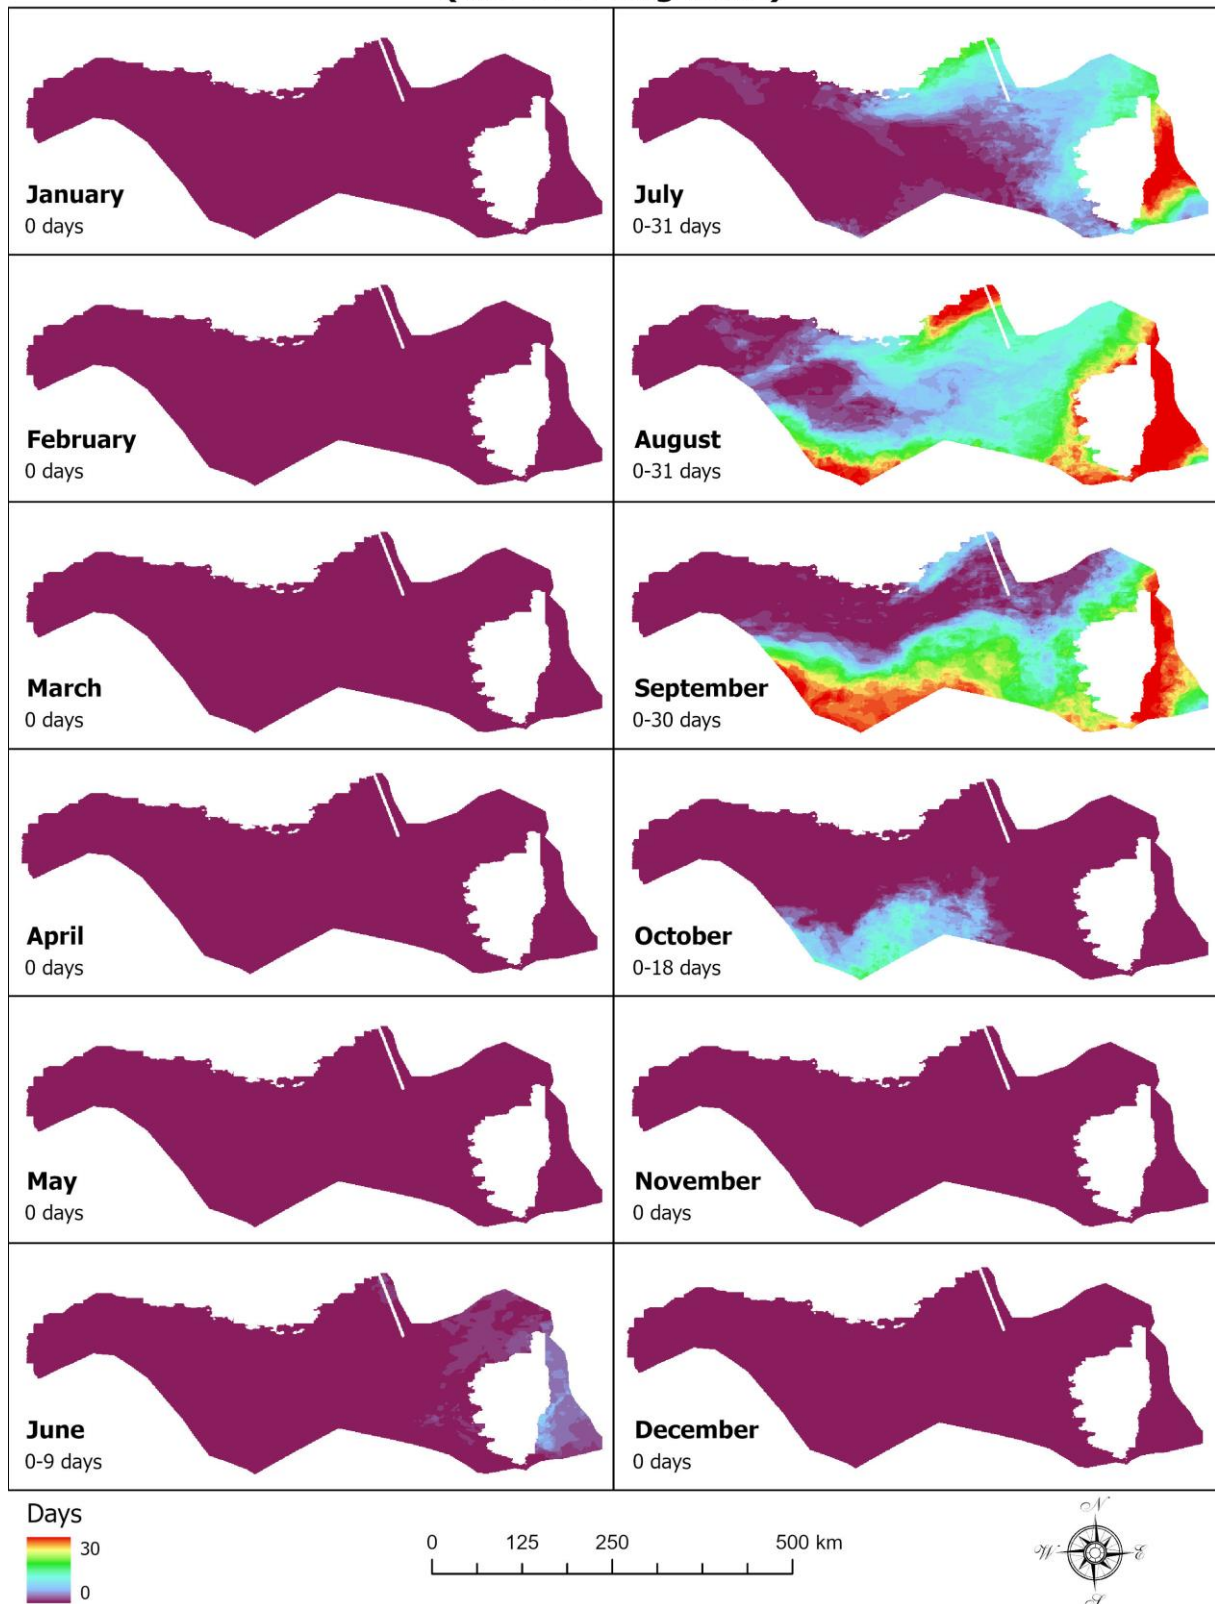 January
0 days
July
0-31 days
February
0 days
August
0-31 days
March
0 days
September
0-30 days
April
0 days
October
0-18 days
May
0 days
November
0 days
June
0-9 days
December
0 days
Days
30
0
0 125 250 500 km
N
W E
S